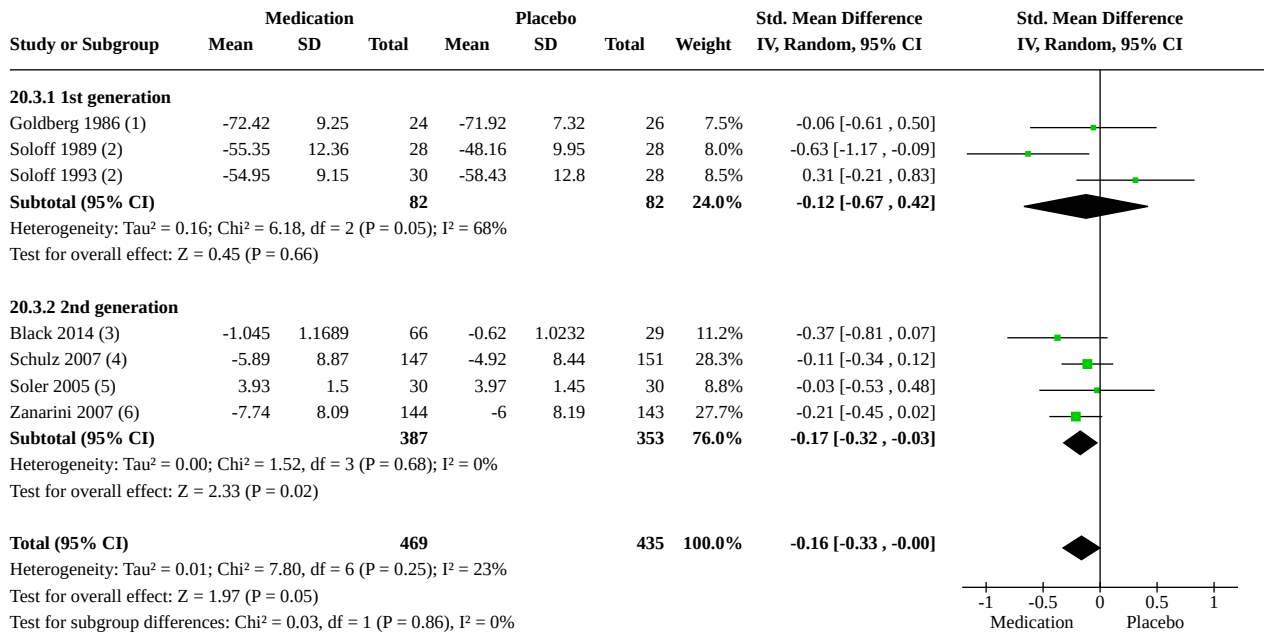 Medication Placebo Std. Mean Difference Std. Mean Difference
Study or Subgroup Mean SD Total Mean SD Total Weight IV, Random, 95% CI IV, Random, 95% CI
20.3.1 1st generation
Goldberg 1986 (1) -72.42 9.25 24 -71.92 7.32 26 7.5% -0.06 [-0.61 , 0.50]
Soloff 1989 (2) -55.35 12.36 28 -48.16 9.95 28 8.0% -0.63 [-1.17 , -0.09]
Soloff 1993 (2) -54.95 9.15 30 -58.43 12.8 28 8.5% 0.31 [-0.21 , 0.83]
Subtotal (95% CI) 82 82 24.0% -0.12 [-0.67 , 0.42]
Heterogeneity: Tau² = 0.16; Chi² = 6.18, df = 2 (P = 0.05); I² = 68%
Test for overall effect: Z = 0.45 (P = 0.66)
20.3.2 2nd generation
Black 2014 (3) -1.045 1.1689 66 -0.62 1.0232 29 11.2% -0.37 [-0.81 , 0.07]
Schulz 2007 (4) -5.89 8.87 147 -4.92 8.44 151 28.3% -0.11 [-0.34 , 0.12]
Soler 2005 (5) 3.93 1.5 30 3.97 1.45 30 8.8% -0.03 [-0.53 , 0.48]
Zanarini 2007 (6) -7.74 8.09 144 -6 8.19 143 27.7% -0.21 [-0.45 , 0.02]
Subtotal (95% CI) 387 353 76.0% -0.17 [-0.32 , -0.03]
Heterogeneity: Tau² = 0.00; Chi² = 1.52, df = 3 (P = 0.68); I² = 0%
Test for overall effect: Z = 2.33 (P = 0.02)
Total (95% CI) 469 435 100.0% -0.16 [-0.33 , -0.00]
Heterogeneity: Tau² = 0.01; Chi² = 7.80, df = 6 (P = 0.25); I² = 23%
Test for overall effect: Z = 1.97 (P = 0.05)
-1 -0.5 0 0.5 1
Test for subgroup differences: Chi² = 0.03, df = 1 (P = 0.86), I² = 0%
Medication Placebo